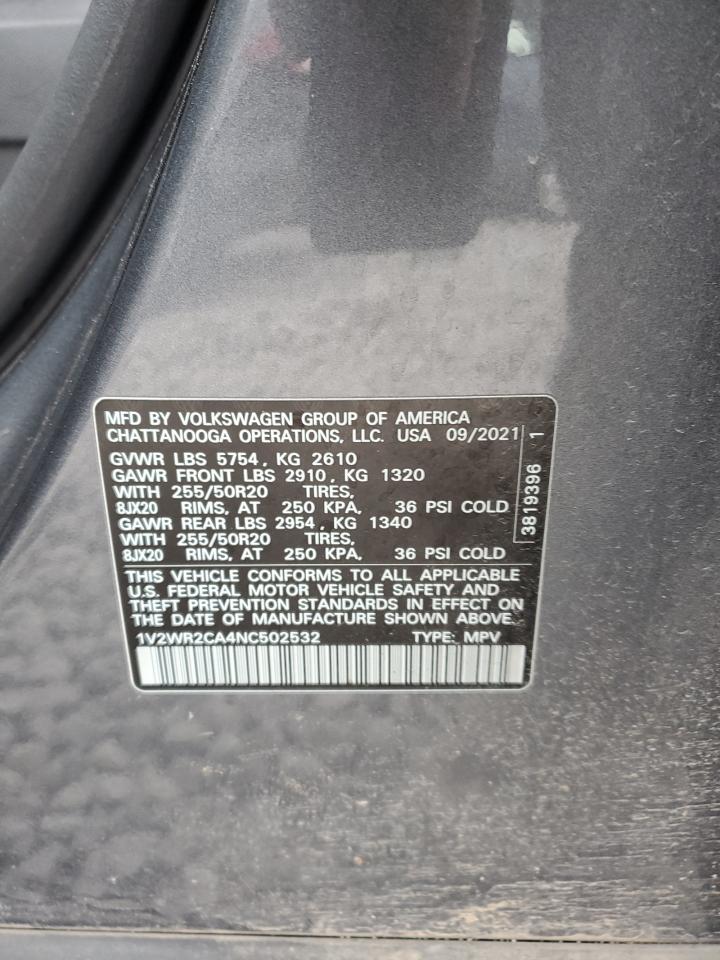 MFD BY VOLKSWAGEN GROUP OF AMERICA
CHATTANOOGA OPERATIONS, LLC. USA 09/2021
GVWR LBS 5754, KG 2610
GAWR FRONT LBS 2910, KG 1320
WITH 255/50R20 TIRES,
8JX20 RIMS, AT 250 KPA, 36 PSI COLD
GAWR REAR LBS 2954, KG 1340
WITH 255/50R20 TIRES,
8JX20 RIMS, AT 250 KPA, 36 PSI COLD
THIS VEHICLE CONFORMS TO ALL APPLICABLE
U.S. FEDERAL MOTOR VEHICLE SAFETY AND
THEFT PREVENTION STANDARDS IN EFFECT ON
THE DATE OF MANUFACTURE SHOWN ABOVE.
1V2WR2CA4NC502532 TYPE: MPV
3819396 1